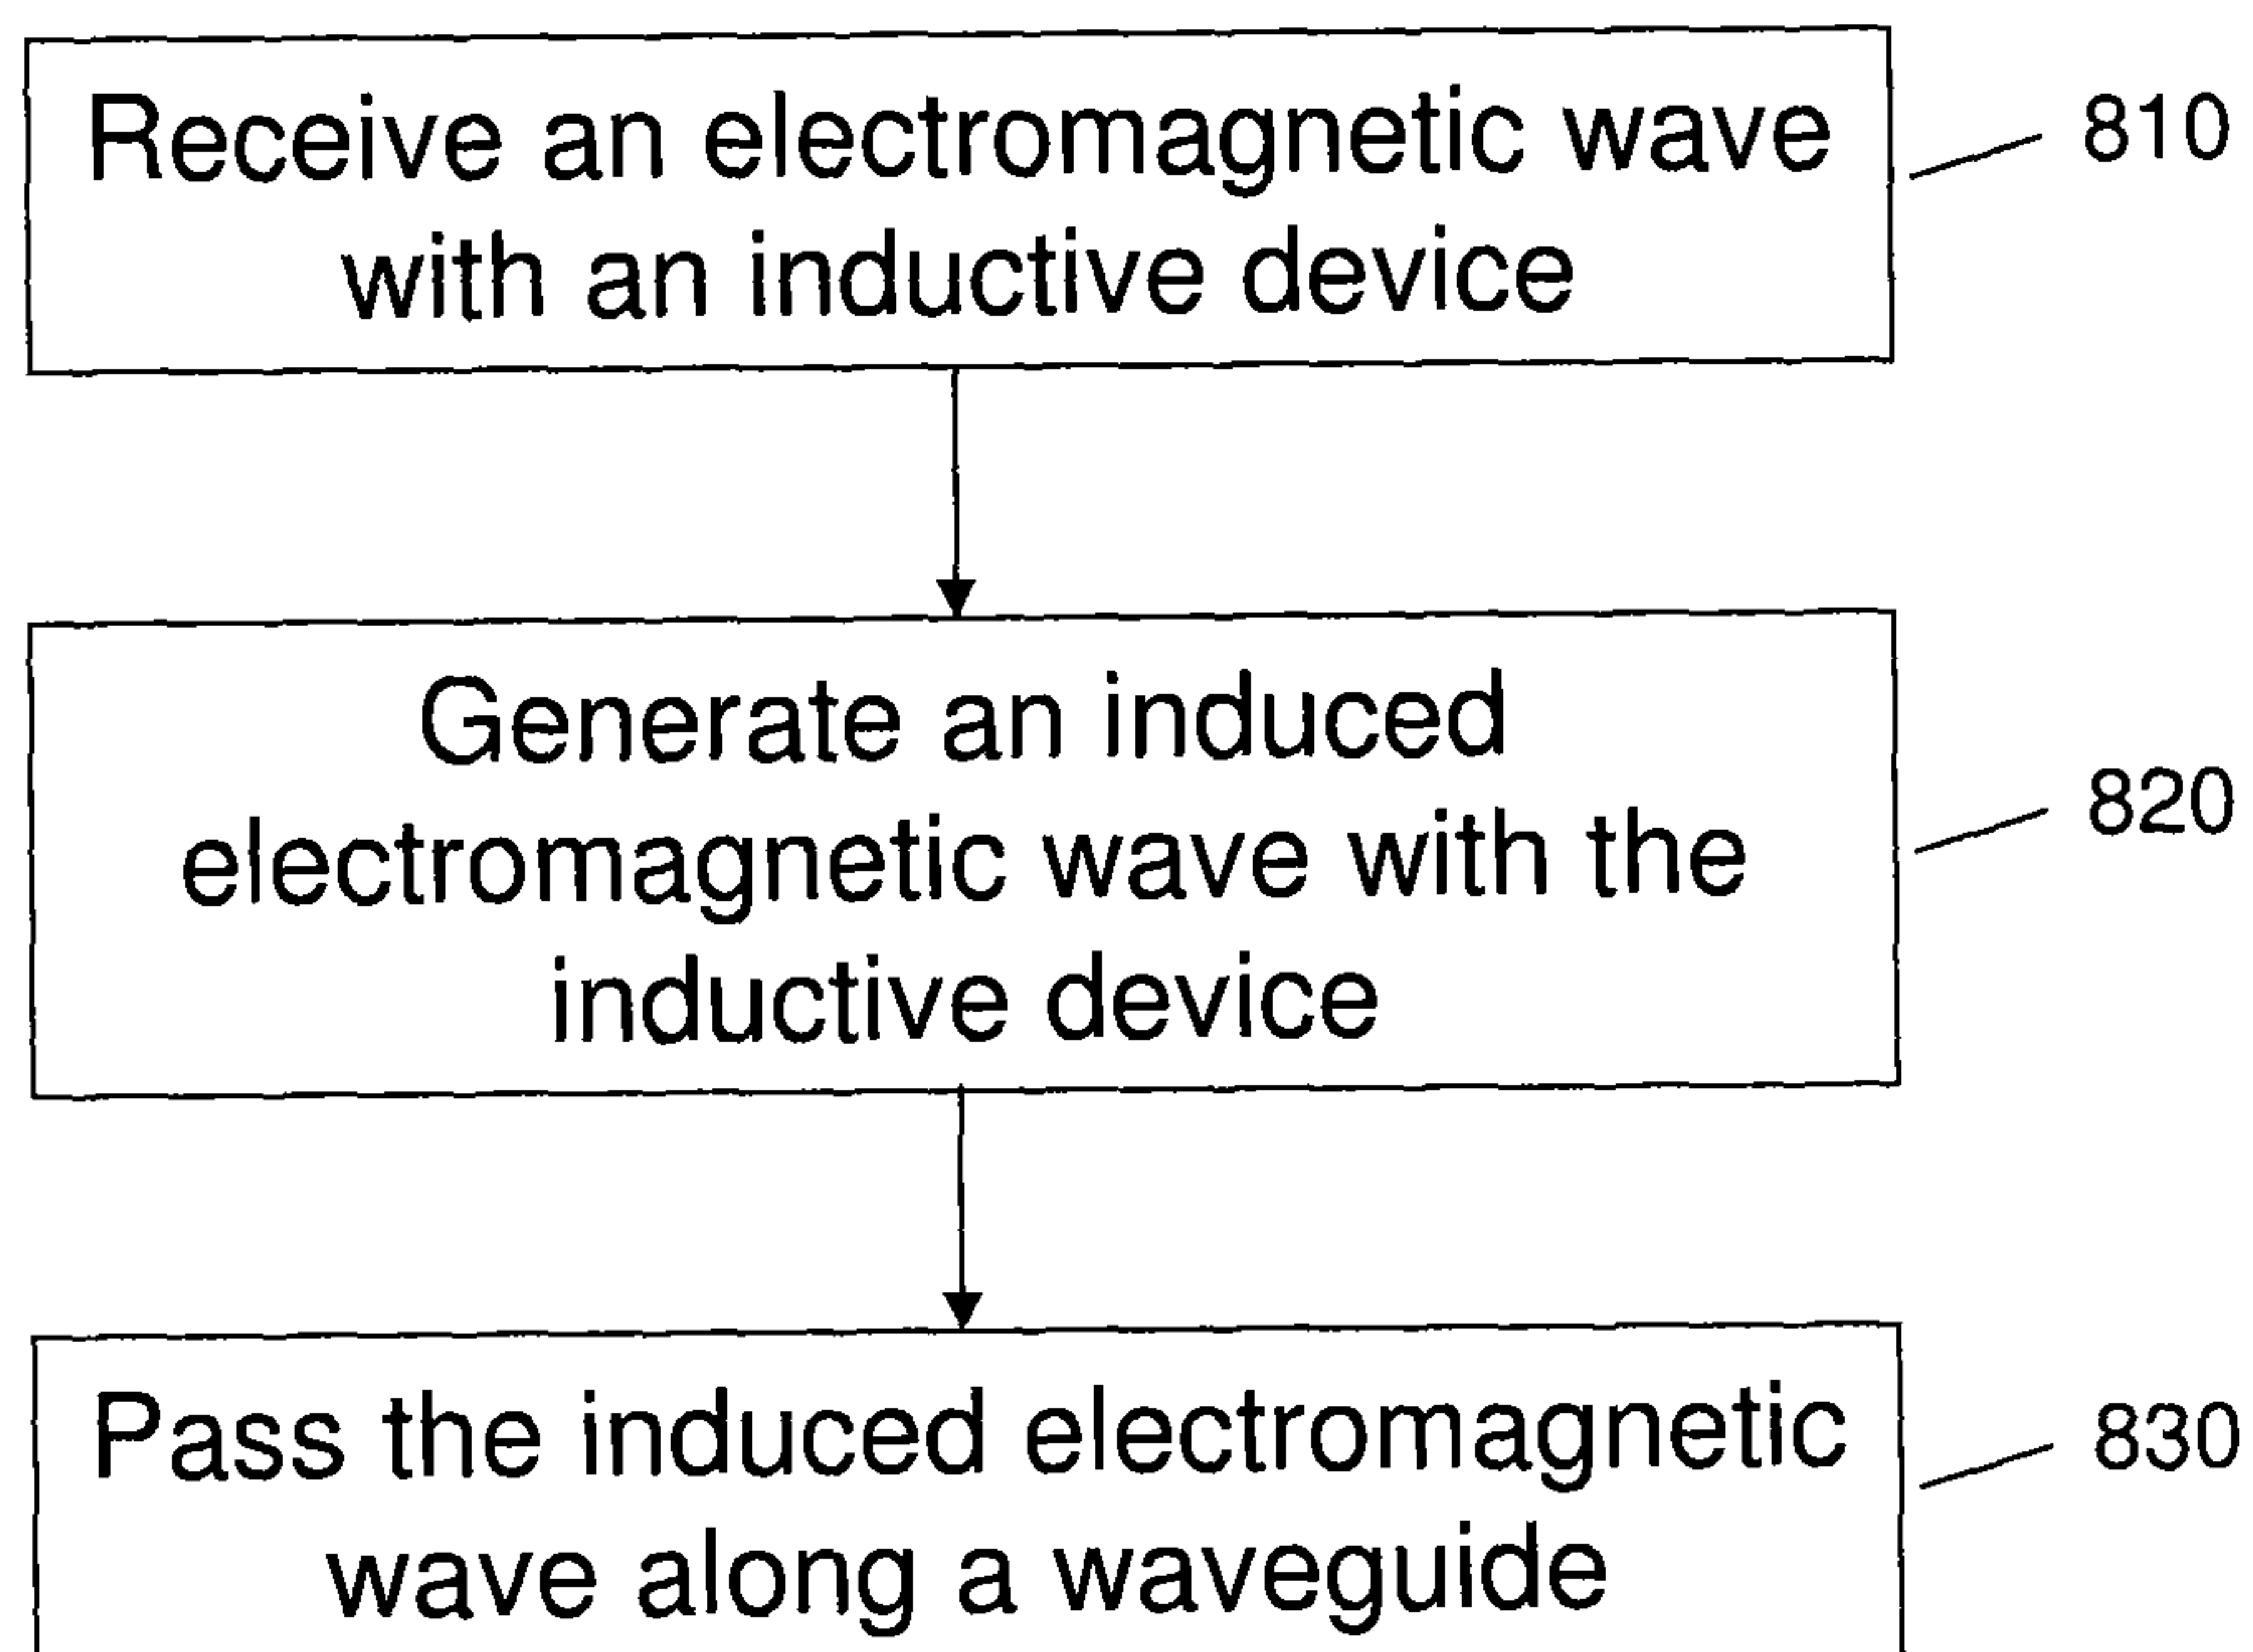 Receive an electromagnetic wave
with an inductive device
810
Generate an induced
electromagnetic wave with the
inductive device
820
Pass the induced electromagnetic
wave along a waveguide
830